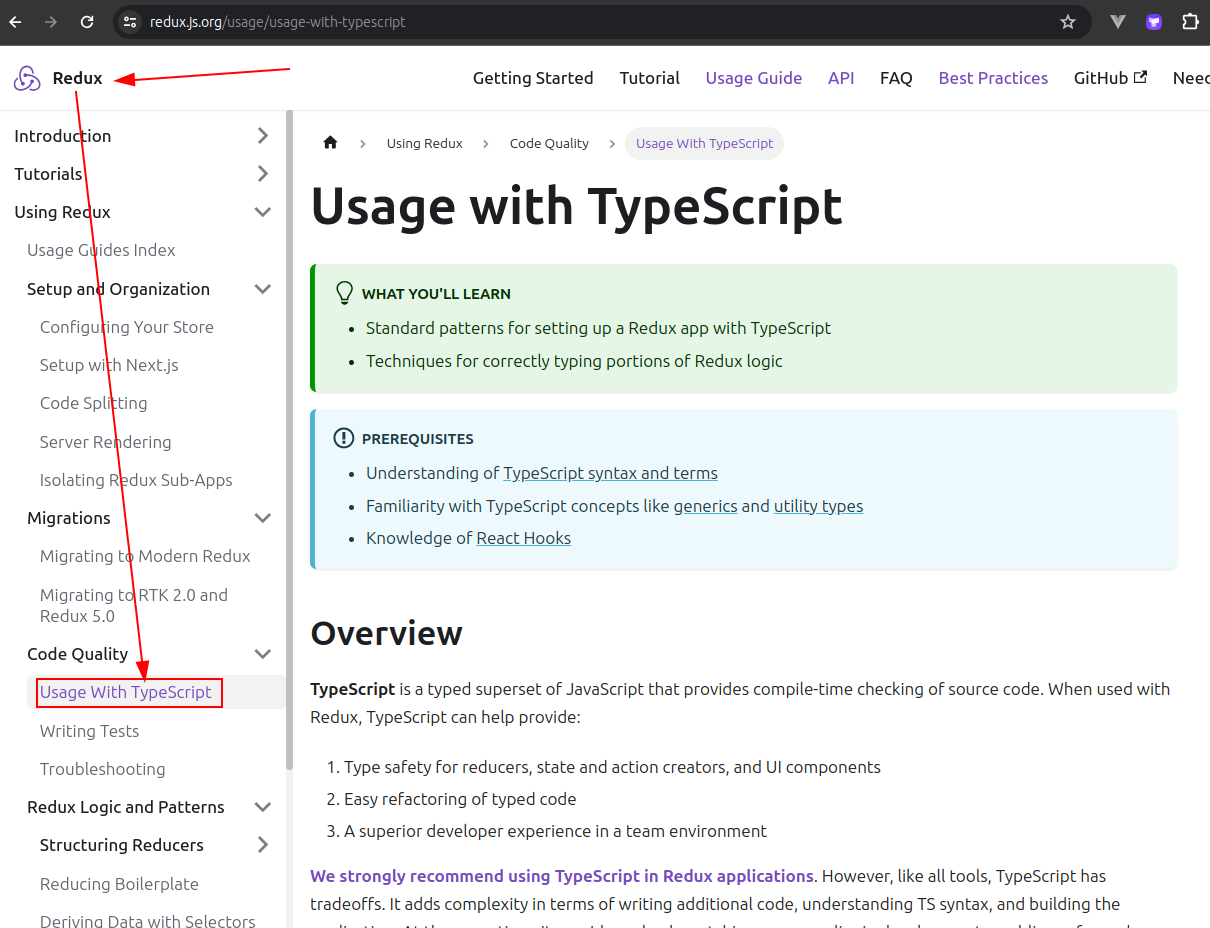 redux.js.org/usage/usage-with-typescript
Redux
Getting Started
Tutorial
Usage Guide
API
FAQ
Best Practices
GitHub
Need
Introduction
Tutorials
Using Redux
Usage Guides Index
Setup and Organization
Configuring Your Store
Setup with Next.js
Code Splitting
Server Rendering
Isolating Redux Sub-Apps
Migrations
Migrating to Modern Redux
Migrating to RTK 2.0 and
Redux 5.0
Code Quality
Usage With TypeScript
Writing Tests
Troubleshooting
Redux Logic and Patterns
Structuring Reducers
Reducing Boilerplate
Deriving Data with Selectors
Using Redux
Code Quality
Usage With TypeScript
Usage with TypeScript
WHAT YOU'LL LEARN
• Standard patterns for setting up a Redux app with TypeScript
• Techniques for correctly typing portions of Redux logic
PREREQUISITES
• Understanding of TypeScript syntax and terms
• Familiarity with TypeScript concepts like generics and utility types
• Knowledge of React Hooks
Overview
TypeScript is a typed superset of JavaScript that provides compile-time checking of source code. When used with
Redux, TypeScript can help provide:
1. Type safety for reducers, state and action creators, and UI components
2. Easy refactoring of typed code
3. A superior developer experience in a team environment
We strongly recommend using TypeScript in Redux applications. However, like all tools, TypeScript has
tradeoffs. It adds complexity in terms of writing additional code, understanding TS syntax, and building the